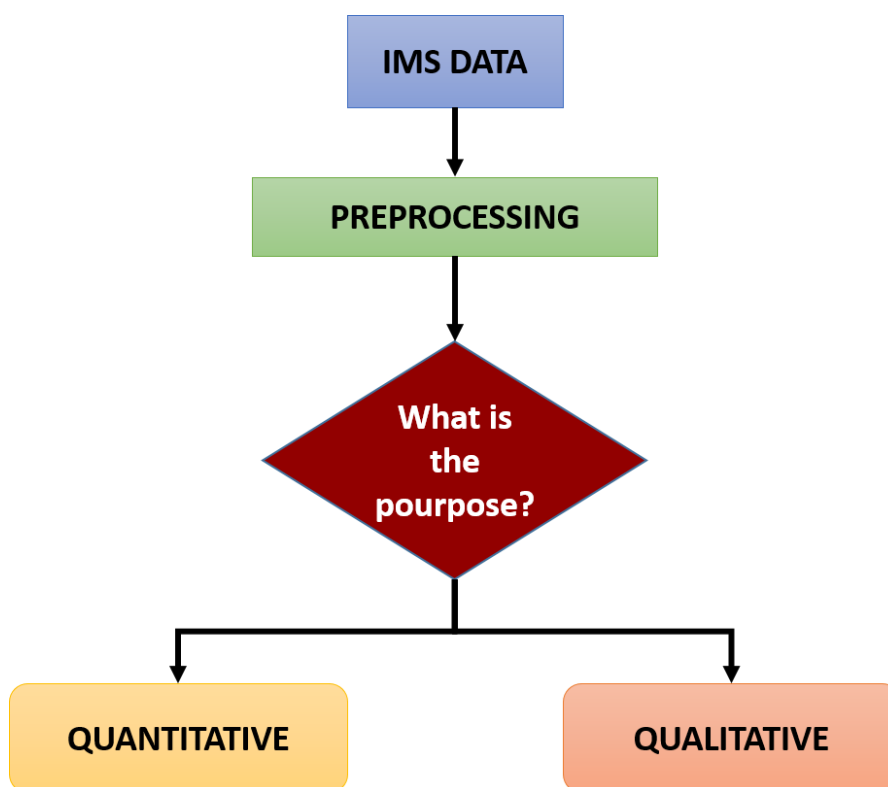 IMS DATA
PREPROCESSING
What is
the
pourpose?
QUANTITATIVE
QUALITATIVE